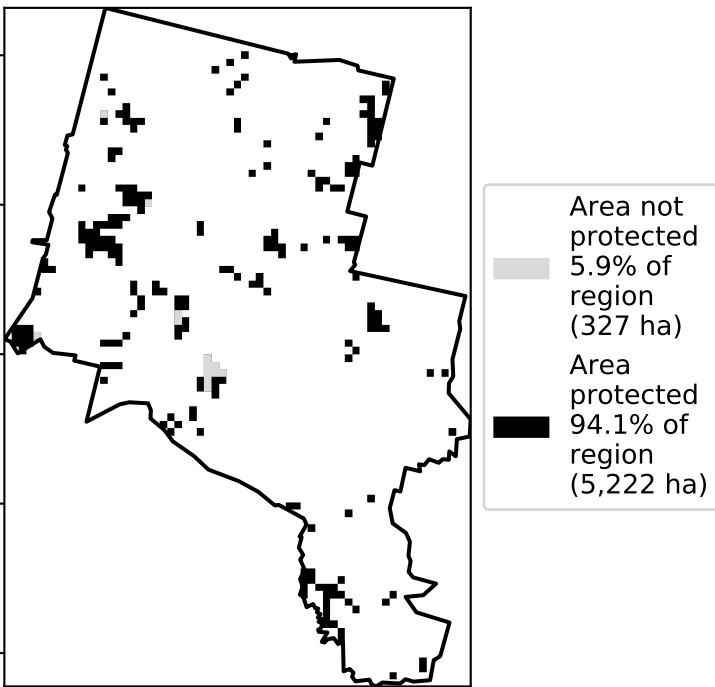 Area not
protected
5.9% of
region
(327 ha)
Area
protected
94.1% of
region
(5,222 ha)